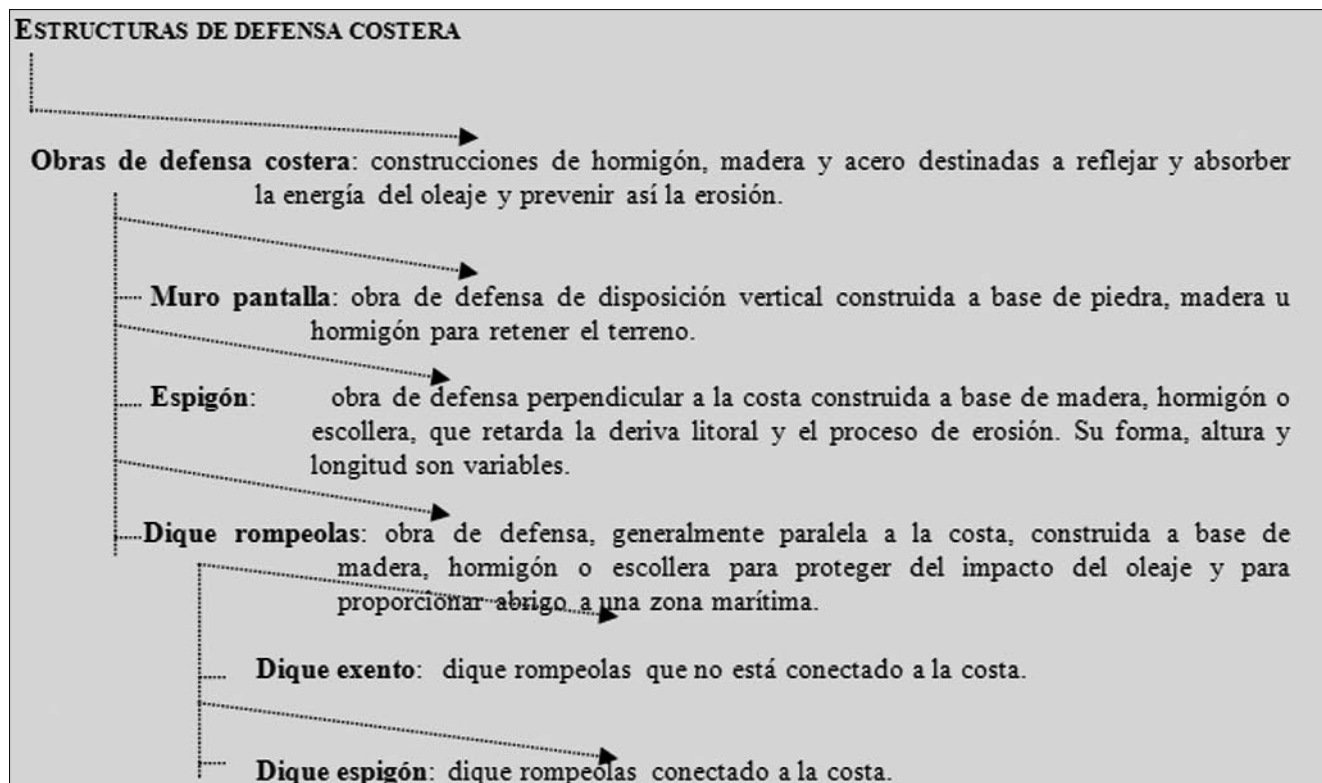 ESTRUCTURAS DE DEFENSA COSTERA
Obras de defensa costera: construcciones de hormigón, madera y acero destinadas a reflejar y absorber
la energía del oleaje y prevenir así la erosión.
Muro pantalla: obra de defensa de disposición vertical construida a base de piedra, madera u
hormigón para retener el terreno.
Espigón: obra de defensa perpendicular a la costa construida a base de madera, hormigón o
escollera, que retarda la deriva litoral y el proceso de erosión. Su forma, altura y
longitud son variables.
Dique rompeolas: obra de defensa, generalmente paralela a la costa, construida a base de
madera, hormigón o escollera para proteger del impacto del oleaje y para
proporcionar abrigo a una zona marítima.
Dique exento: dique rompeolas que no está conectado a la costa.
Dique espigón: dique rompeolas conectado a la costa.